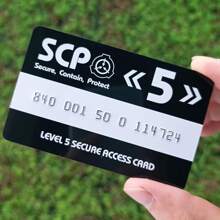 SCP
Secure, Contain, Protect
«5»
840 001 50 0 114724
LEVEL 5 SECURE ACCESS CARD